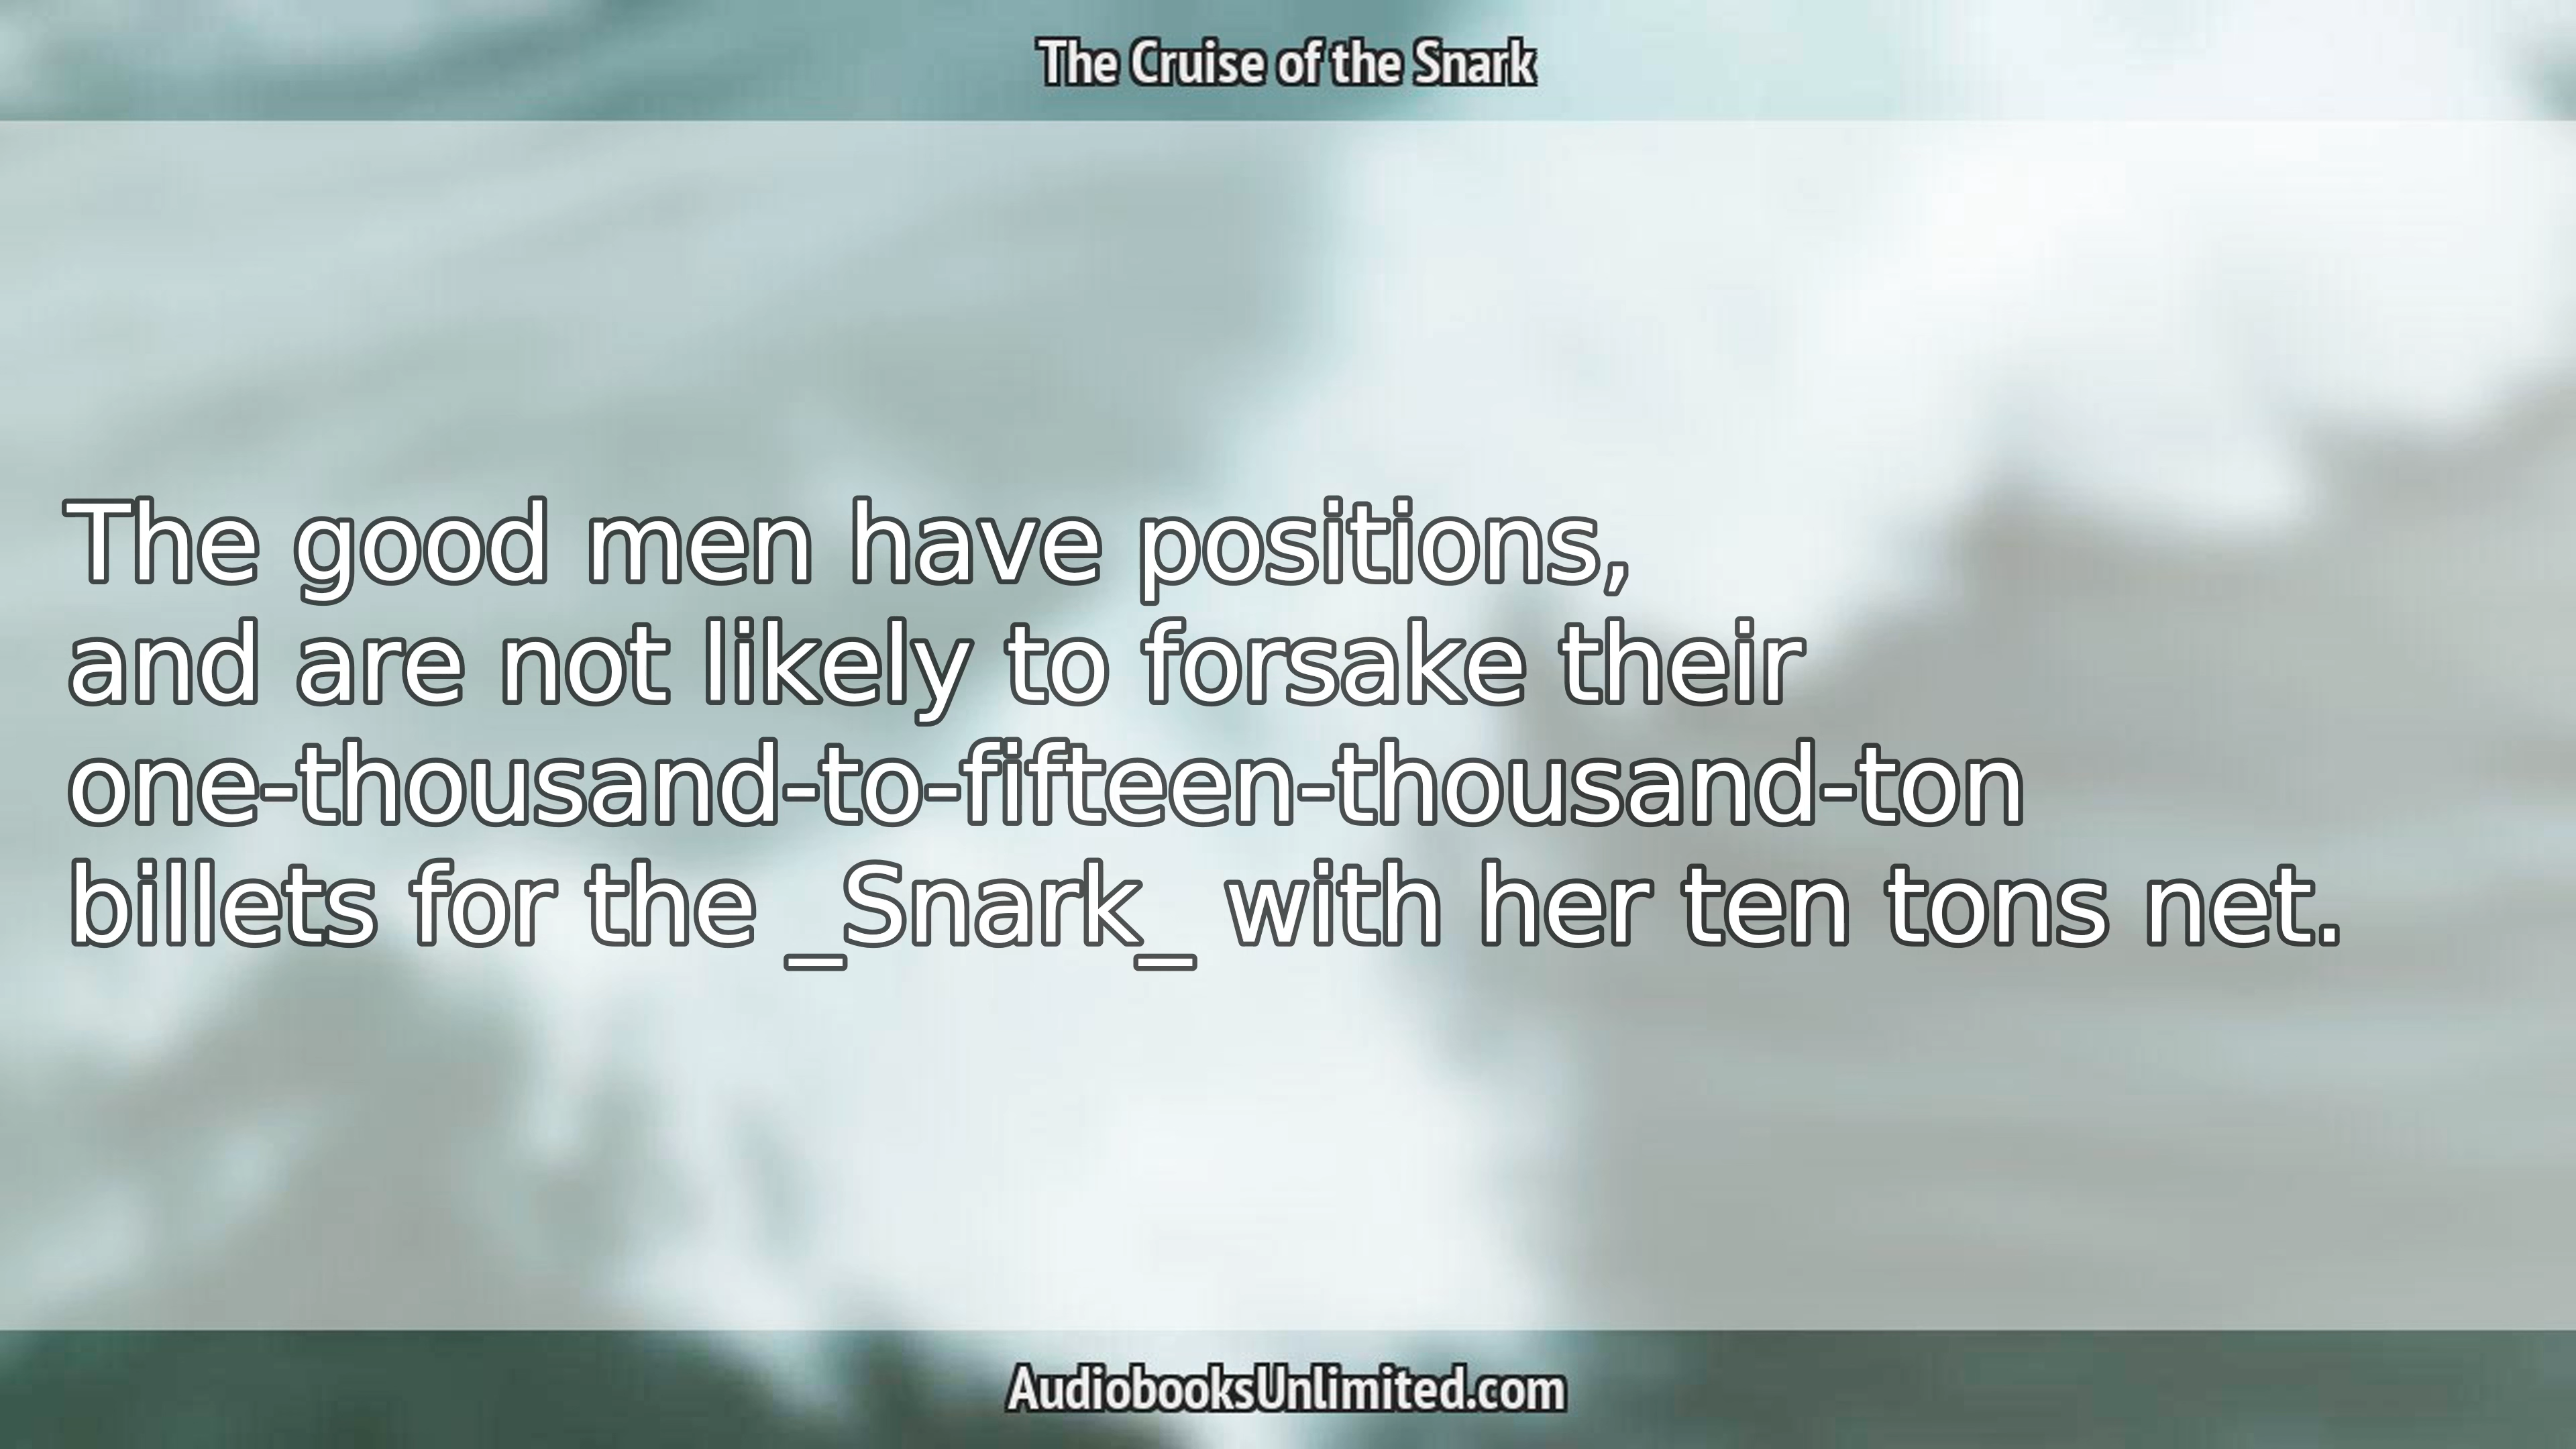 The Cruise of the Snark
The good men have positions,
and are not likely to forsake their
one-thousand-to-fifteen-thousand-ton
billets for the _Snark_ with her ten tons net.
AudiobooksUnlimited.com